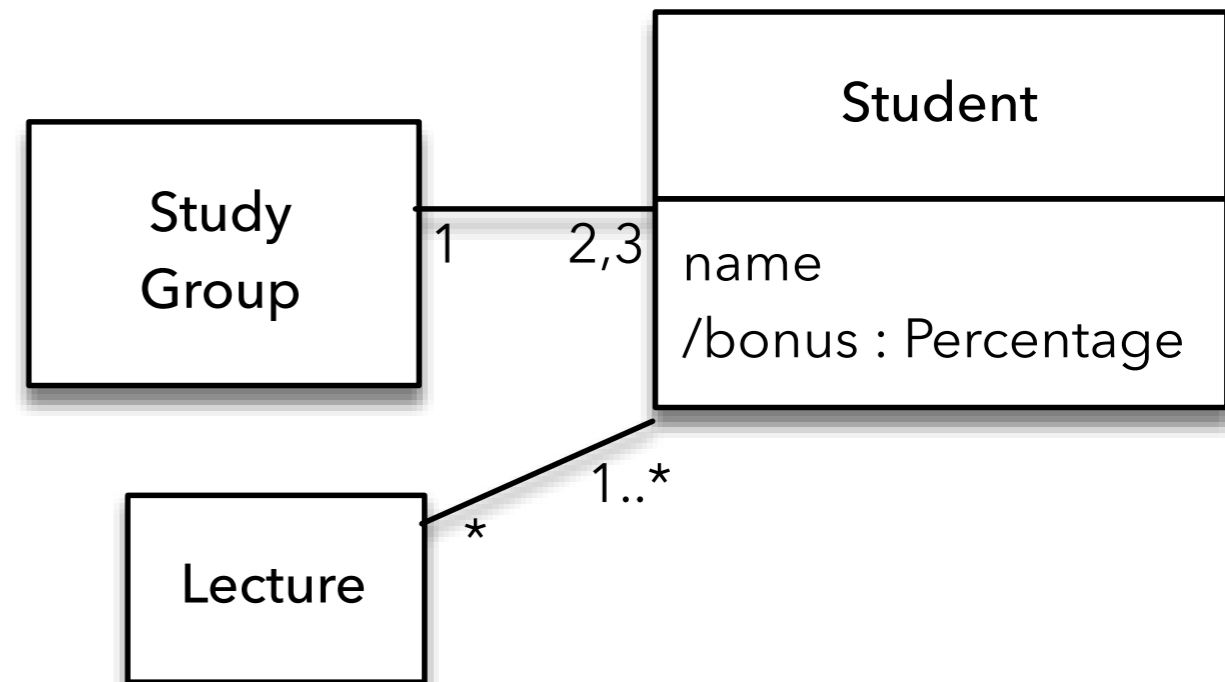 Student
Study
Group
1
2,3
name
/bonus : Percentage
1..*
*
Lecture